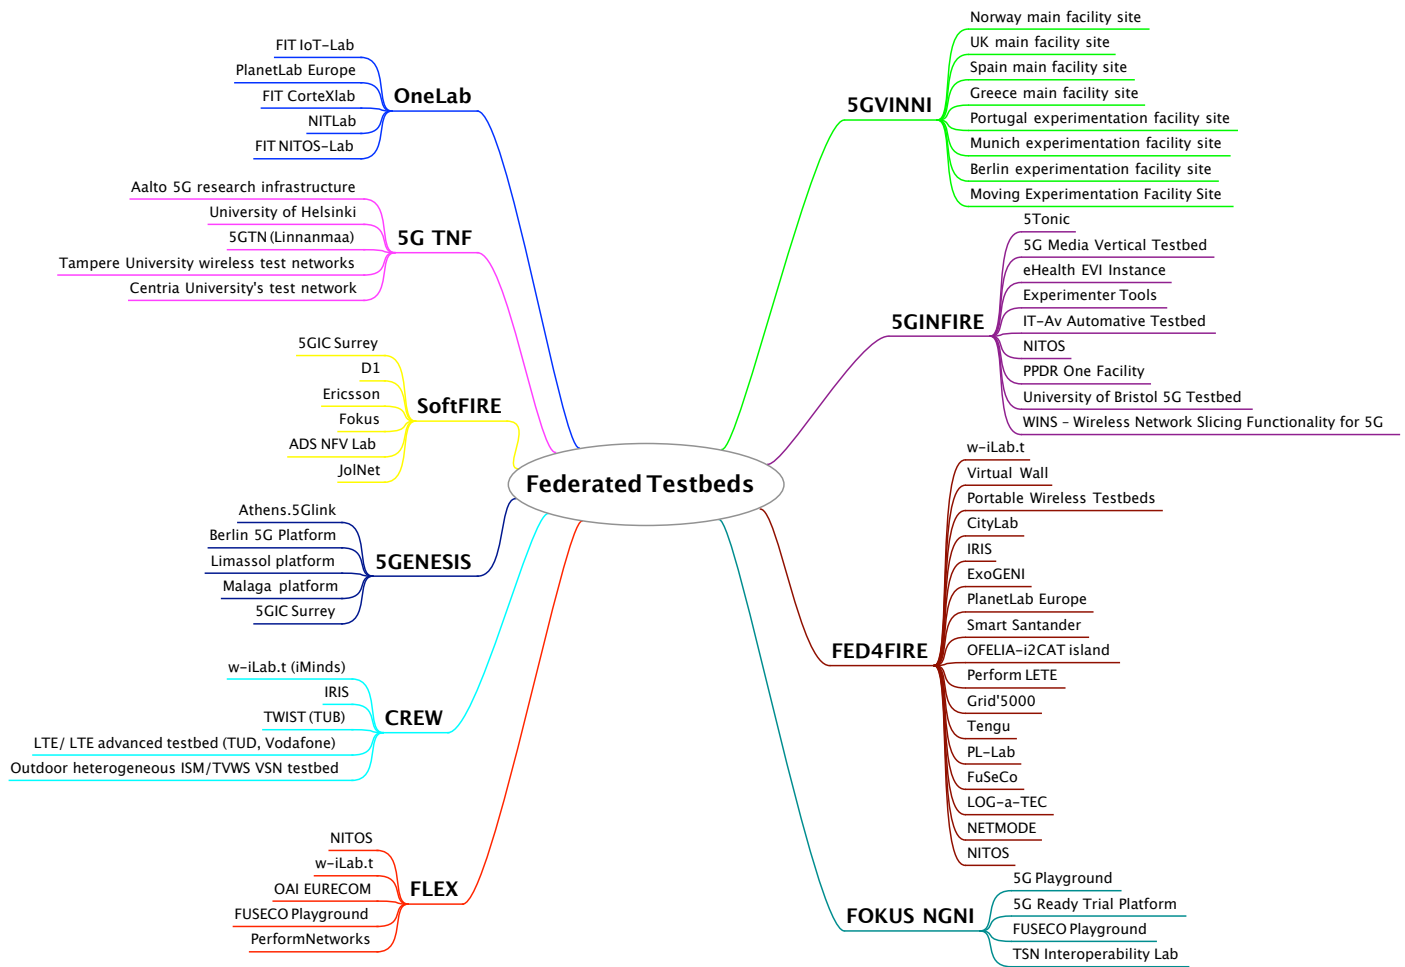 Federated Testbeds
OneLab
FIT IoT-Lab
PlanetLab Europe
FIT CorteXlab
NITLab
FIT NITOS-Lab
5G TNF
Aalto 5G research infrastructure
University of Helsinki
5GTN (Linnanmaa)
Tampere University wireless test networks
Centria University's test network
SoftFIRE
5GIC Surrey
D1
Ericsson
Fokus
ADS NFV Lab
JolNet
5GENESIS
Athens.5Glink
Berlin 5G Platform
Limassol platform
Malaga platform
5GIC Surrey
CREW
w-iLab.t (iMinds)
IRIS
TWIST (TUB)
LTE/ LTE advanced testbed (TUD, Vodafone)
Outdoor heterogeneous ISM/TVWS VSN testbed
FLEX
NITOS
w-iLab.t
OAI EURECOM
FUSECO Playground
PerformNetworks
5GVINNI
Norway main facility site
UK main facility site
Spain main facility site
Greece main facility site
Portugal experimentation facility site
Munich experimentation facility site
Berlin experimentation facility site
Moving Experimentation Facility Site
5GINFIRE
5Tonic
5G Media Vertical Testbed
eHealth EVI Instance
Experimenter Tools
IT-Av Automative Testbed
NITOS
PPDR One Facility
University of Bristol 5G Testbed
WINS - Wireless Network Slicing Functionality for 5G
FED4FIRE
w-iLab.t
Virtual Wall
Portable Wireless Testbeds
CityLab
IRIS
ExoGENI
PlanetLab Europe
Smart Santander
OFELIA-i2CAT island
Perform LETE
Grid'5000
Tengu
PL-Lab
FuSeCo
LOG-a-TEC
NETMODE
NITOS
FOKUS NGNI
5G Playground
5G Ready Trial Platform
FUSECO Playground
TSN Interoperability Lab